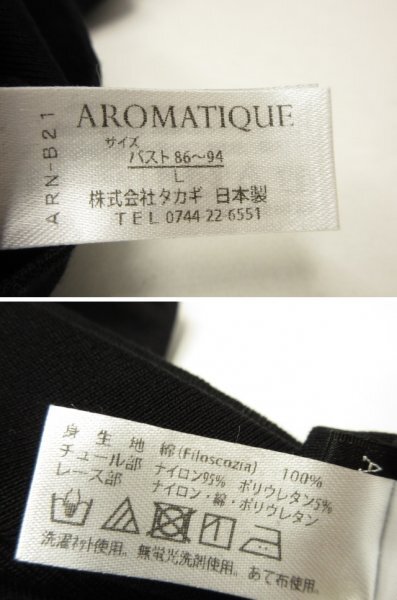 ARN-B21
AROMATIQUE
サイズ
バスト 86～94
L
株式会社タカギ 日本製
TEL 0744 22 6551
身生地 綿(Filoscozia) 100%
チュール部 ナイロン95% ポリウレタン5%
レース部 ナイロン・綿・ポリウレタン
洗濯ネット使用。無蛍光洗剤使用。あて布使用。
A